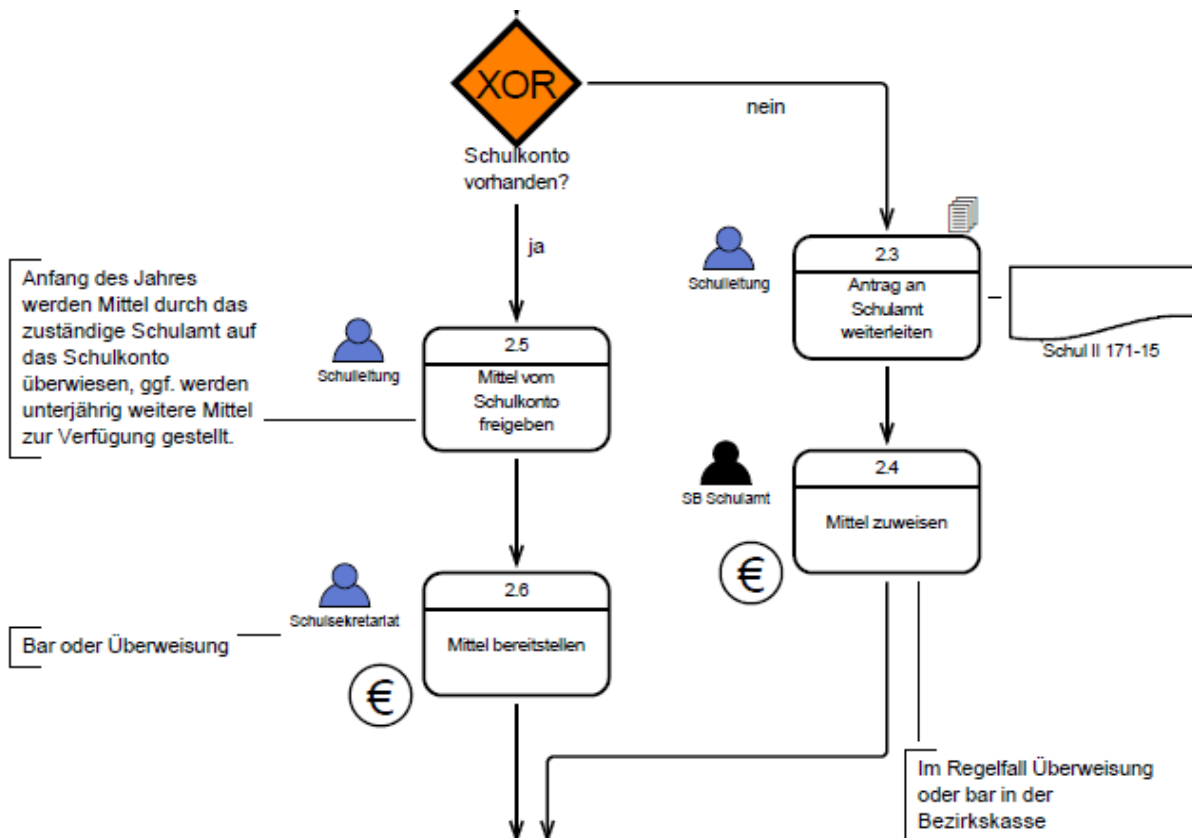 XOR
nein
Schulkonto
vorhanden?
ja
Schulleitung
2.3
Antrag an
Schulamt
weiterleiten
Schul II 171-15
Anfang des Jahres
werden Mittel durch das
zuständige Schulamt auf
das Schulkonto
überwiesen, ggf. werden
unterjährig weitere Mittel
zur Verfügung gestellt.
Schulleitung
2.5
Mittel vom
Schulkonto
freigeben
SB Schulamt
2.4
Mittel zuweisen
€
Bar oder Überweisung
Schulsekretariat
2.6
Mittel bereitstellen
€
Im Regelfall Überweisung
oder bar in der
Bezirkskasse